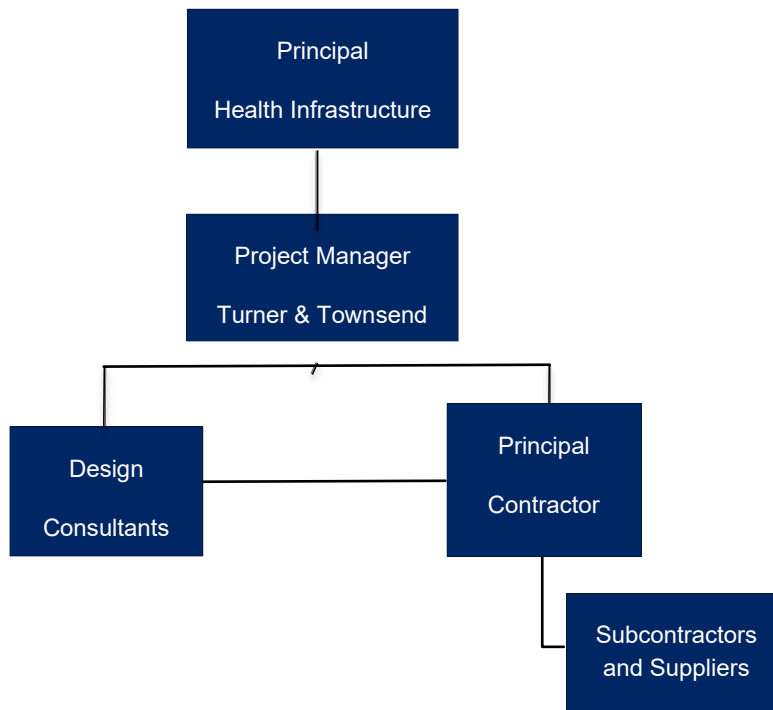 Principal
Health Infrastructure
Project Manager
Turner & Townsend
Design
Consultants
Principal
Contractor
Subcontractors
and Suppliers